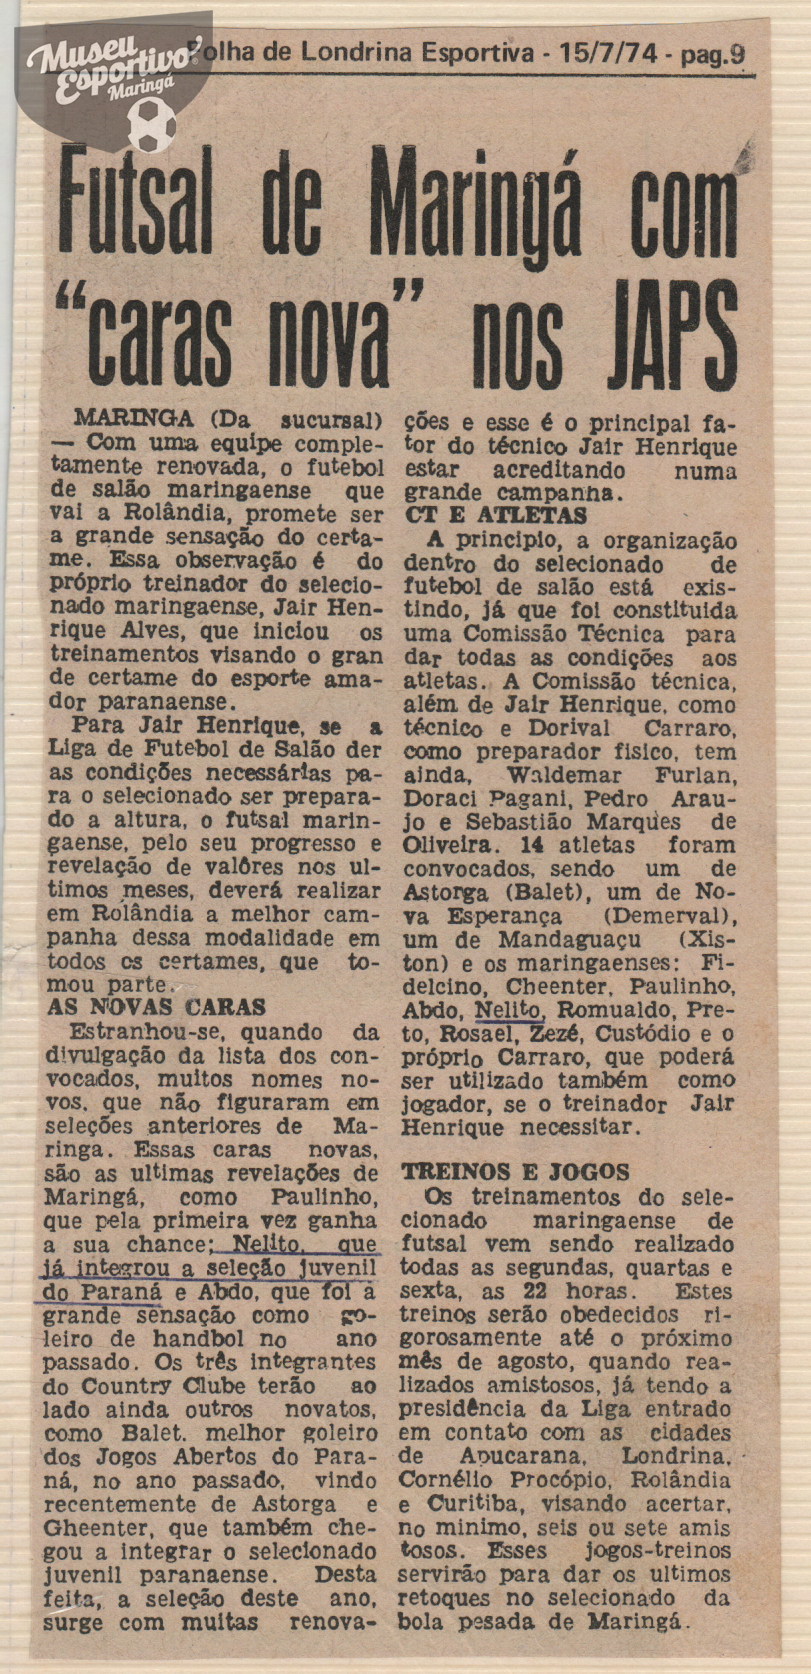 Museu
Esportivo
Maringá
Folha de Londrina Esportiva - 15/7/74 - pag.9
Futsal de Maringá com
“caras nova” nos JAPS
MARINGA (Da sucursal)
— Com uma equipe comple-
tamente renovada, o futebol
de salão maringaense que
vai a Rolândia, promete ser
a grande sensação do certa-
me. Essa observação é do
próprio treinador do selecio-
nado maringaense, Jair Hen-
rique Alves, que iniciou os
treinamentos visando o gran
de certame do esporte ama-
dor paranaense.
Para Jair Henrique, se a
Liga de Futebol de Salão der
as condições necessárias pa-
ra o selecionado ser prepara-
do a altura, o futsal marin-
gaense, pelo seu progresso e
revelação de valôres nos ul-
timos meses, deverá realizar
em Rolândia a melhor cam-
panha dessa modalidade em
todos os certames, que to-
mou parte.
AS NOVAS CARAS
Estranhou-se, quando da
divulgação da lista dos con-
vocados, muitos nomes no-
vos, que não figuraram em
seleções anteriores de Ma-
ringa. Essas caras novas,
são as ultimas revelações de
Maringá, como Paulinho,
que pela primeira vez ganha
a sua chance; Nelito, que
já integrou a seleção juvenil
do Paraná e Abdo, que foi a
grande sensação como go-
leiro de handbol no ano
passado. Os três integrantes
do Country Clube terão ao
lado ainda outros novatos,
como Balet. melhor goleiro
dos Jogos Abertos do Para-
ná, no ano passado, vindo
recentemente de Astorga e
Gheenter, que também che-
gou a integrar o selecionado
juvenil paranaense. Desta
feita, a seleção deste ano,
surge com muitas renova-
ções e esse é o principal fa-
tor do técnico Jair Henrique
estar acreditando numa
grande campanha.
CT E ATLETAS
A principio, a organização
dentro do selecionado de
futebol de salão está exis-
tindo, já que foi constituida
uma Comissão Técnica para
dar todas as condições aos
atletas. A Comissão técnica,
além de Jair Henrique, como
técnico e Dorival Carraro,
como preparador fisico, tem
ainda, Waldemar Furlan,
Doraci Pagani, Pedro Arau-
jo e Sebastião Marques de
Oliveira. 14 atletas foram
convocados, sendo um de
Astorga (Balet), um de No-
va Esperança (Demerval),
um de Mandaguaçu (Xis-
ton) e os maringaenses: Fi-
delcino, Cheenter, Paulinho,
Abdo, Nelito, Romualdo, Pre-
to, Rosael, Zezé, Custódio e o
próprio Carraro, que poderá
ser utilizado também como
jogador, se o treinador Jair
Henrique necessitar.
TREINOS E JOGOS
Os treinamentos do sele-
cionado maringaense de
futsal vem sendo realizado
todas as segundas, quartas e
sexta, as 22 horas. Estes
treinos serão obedecidos ri-
gorosamente até o próximo
mês de agosto, quando rea-
lizados amistosos, já tendo a
presidência da Liga entrado
em contato com as cidades
de Apucarana, Londrina,
Cornélio Procópio, Rolândia
e Curitiba, visando acertar,
no minimo, seis ou sete amis
tosos. Esses jogos-treinos
servirão para dar os ultimos
retoques no selecionado da
bola pesada de Maringá.